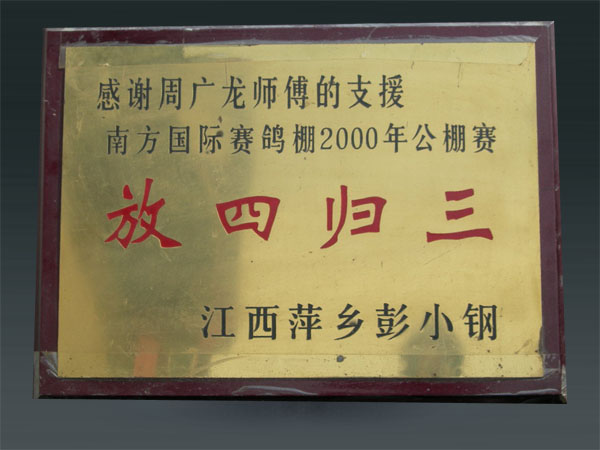 感谢周广龙师傅的支援
南方国际赛鸽棚2000年公棚赛
放四归三
江西萍乡彭小钢